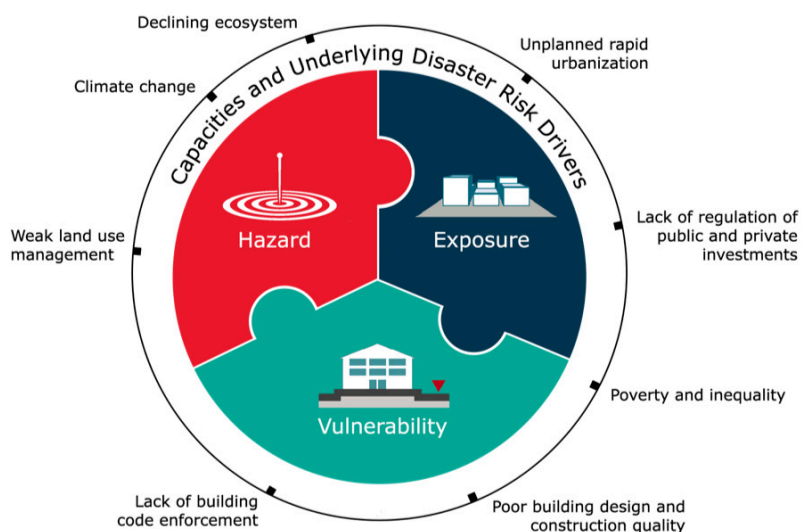 Declining ecosystem
Unplanned rapid
urbanization
Climate change
Capacities and Underlying Disaster Risk Drivers
Hazard
Exposure
Weak land use
management
Lack of regulation of
public and private
investments
Vulnerability
Poverty and inequality
Lack of building
code enforcement
Poor building design and
construction quality